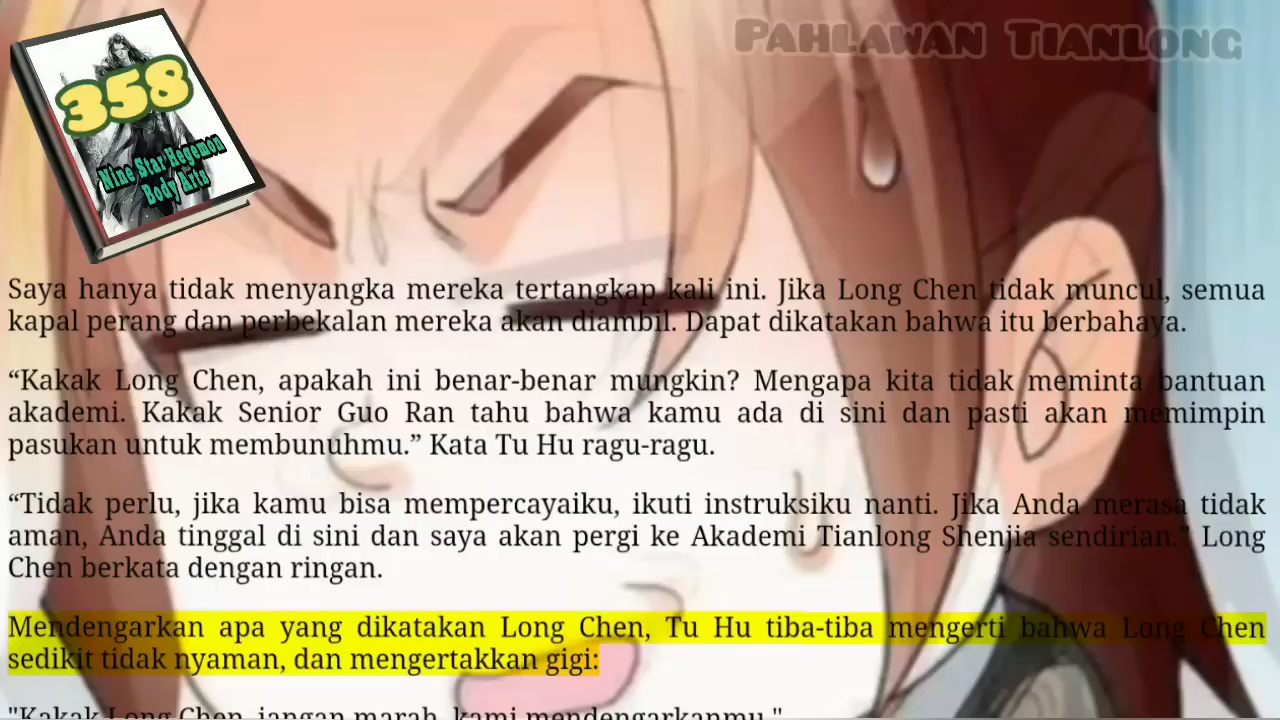 Pahlawan Tianlong
358
Nine Star Hegemon
Body Arts
Saya hanya tidak menyangka mereka tertangkap kali ini. Jika Long Chen tidak muncul, semua
kapal perang dan perbekalan mereka akan diambil. Dapat dikatakan bahwa itu berbahaya.
“Kakak Long Chen, apakah ini benar-benar mungkin? Mengapa kita tidak meminta bantuan
akademi. Kakak Senior Guo Ran tahu bahwa kamu ada di sini dan pasti akan memimpin
pasukan untuk membunuhmu.” Kata Tu Hu ragu-ragu.
“Tidak perlu, jika kamu bisa mempercayaiku, ikuti instruksiku nanti. Jika Anda merasa tidak
aman, Anda tinggal di sini dan saya akan pergi ke Akademi Tianlong Shenjia sendirian.” Long
Chen berkata dengan ringan.
Mendengarkan apa yang dikatakan Long Chen, Tu Hu tiba-tiba mengerti bahwa Long Chen
sedikit tidak nyaman, dan mengertakkan gigi:
"Kakak Long Chen, jangan marah, kami mendengarkanmu."